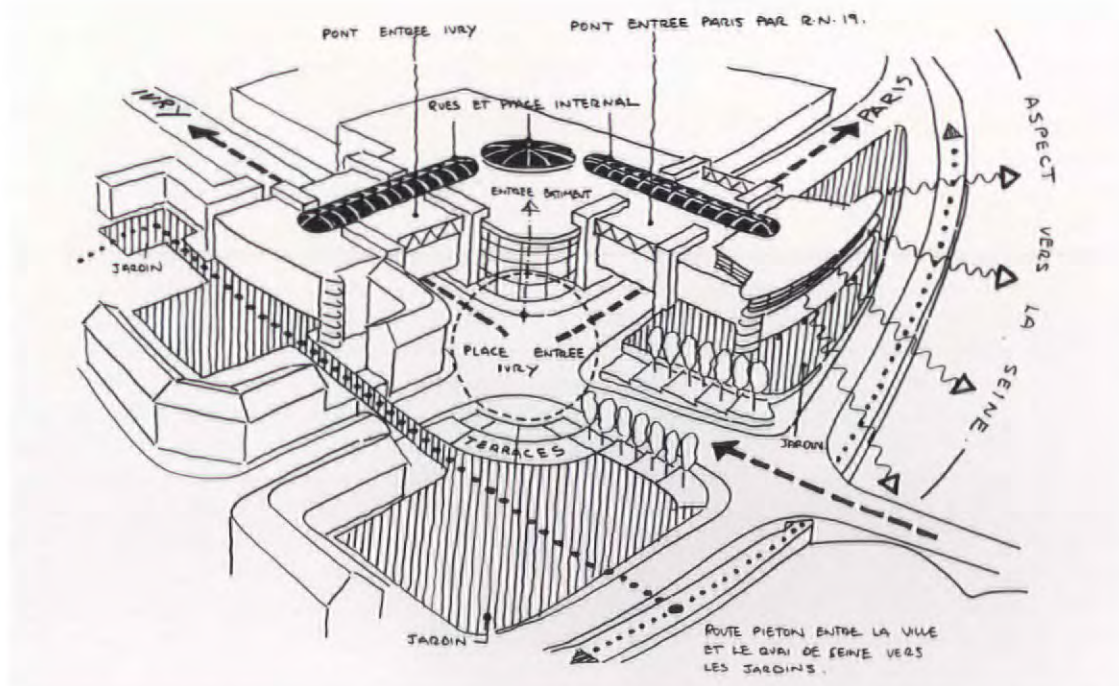 PONT ENTREE IVRY
PONT ENTREE PARIS PAR R.N.19.
IVRY
RUES ET PLACE INTERNAL
PARIS
ASPECT VERS LA SEINE.
ENTREE BATIMENT
JARDIN
PLACE ENTREE
IVRY
TERRACES
JARDIN
JARDIN
ROUTE PIETON ENTRE LA VILLE
ET LE QUAI DE SEINE VERS
LES JARDINS.